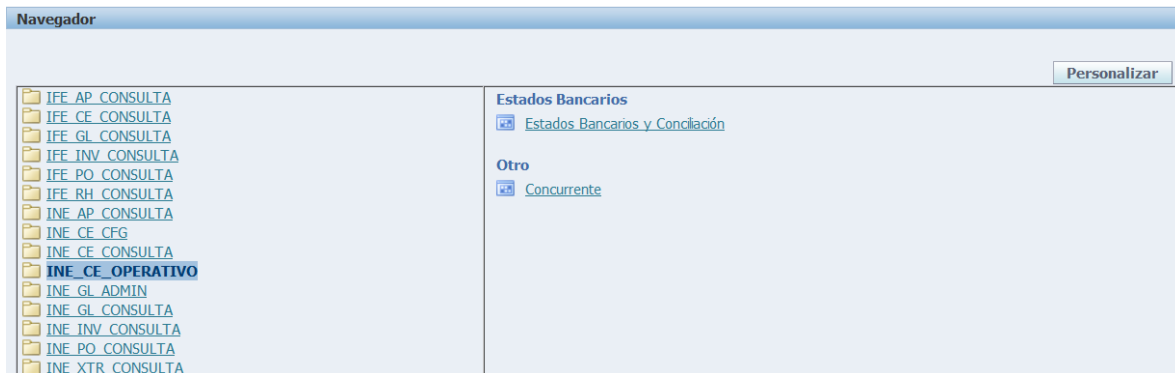 Navegador
Personalizar
IFE_AP_CONSULTA
IFE_CE_CONSULTA
IFE_GL_CONSULTA
IFE_INV_CONSULTA
IFE_PO_CONSULTA
IFE_RH_CONSULTA
INE_AP_CONSULTA
INE_CE_CFG
INE_CE_CONSULTA
INE_CE_OPERATIVO
INE_GL_ADMIN
INE_GL_CONSULTA
INE_INV_CONSULTA
INE_PO_CONSULTA
INE_XTR_CONSULTA
Estados Bancarios
Estados Bancarios y Conciliación
Otro
Concurrente